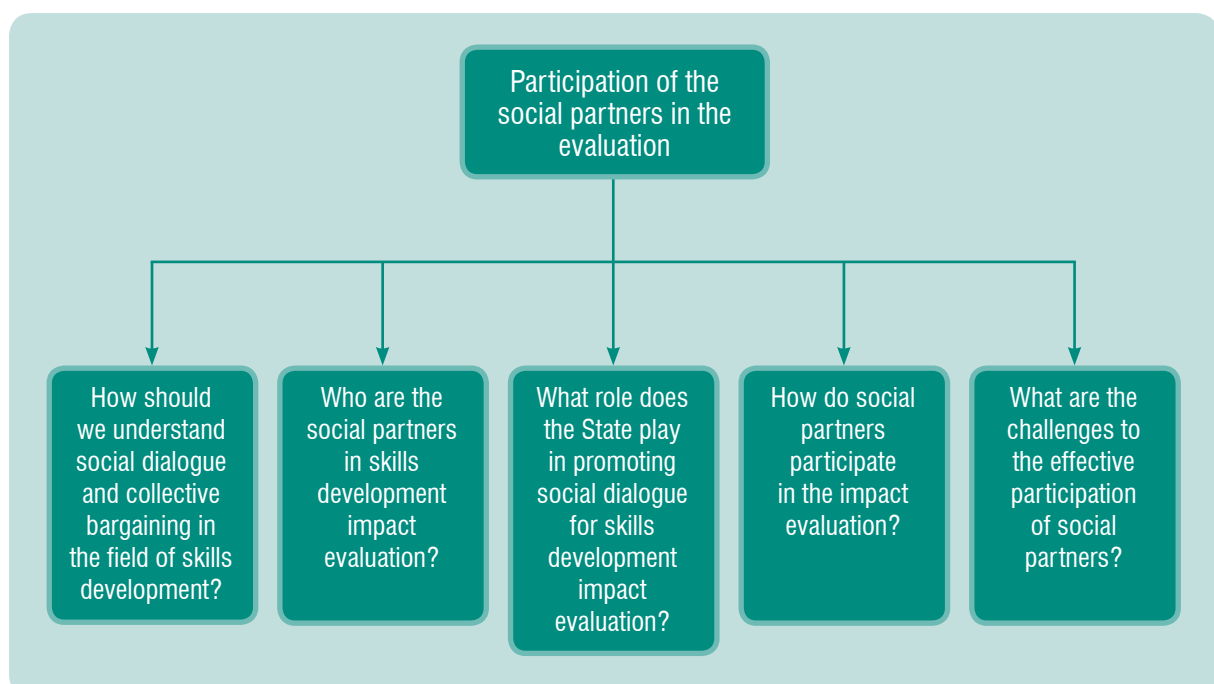 Participation of the
social partners in the
evaluation
How should
we understand
social dialogue
and collective
bargaining in
the field of skills
development?
Who are the
social partners
in skills
development
impact
evaluation?
What role does
the State play
in promoting
social dialogue
for skills
development
impact
evaluation?
How do social
partners
participate
in the impact
evaluation?
What are the
challenges to
the effective
participation
of social
partners?